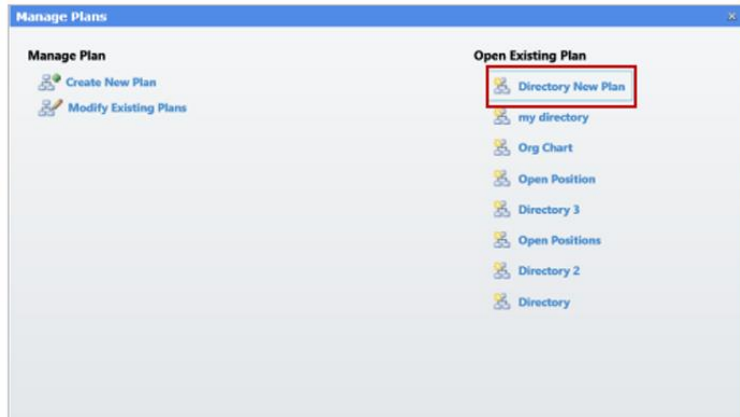 Manage Plans
Manage Plan
Create New Plan
Modify Existing Plans
Open Existing Plan
Directory New Plan
my directory
Org Chart
Open Position
Directory 3
Open Positions
Directory 2
Directory